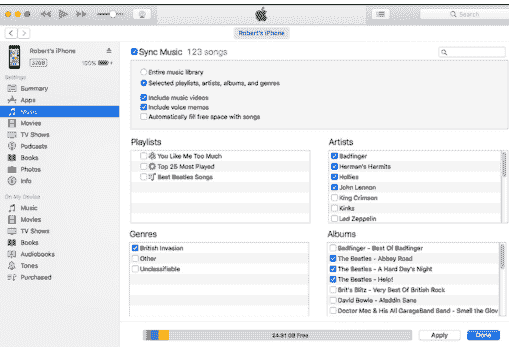 Search
Robert's iPhone
Robert's iPhone
32GB
100%
Settings
Summary
Apps
Music
Movies
TV Shows
Podcasts
Books
Photos
Info
On My Device
Music
Movies
TV Shows
Books
Audiobooks
Tones
Purchased
Sync Music 123 songs
Entire music library
Selected playlists, artists, albums, and genres
Include music videos
Include voice memos
Automatically fill free space with songs
Playlists
You Like Me Too Much
Top 25 Most Played
Best Beatles Songs
Artists
Badfinger
Herman's Hermits
Hollies
John Lennon
King Crimson
Kinks
Led Zeppelin
Genres
British Invasion
Other
Unclassifiable
Albums
Badfinger - Best Of Badfinger
The Beatles - Abbey Road
The Beatles - A Hard Day's Night
The Beatles - Help!
Brit's Blitz - Very Best Of British Rock
David Bowie - Aladdin Sane
Doctor Mac & His All GarageBand Band - Smell the Glov
24.91 GB Free
Apply
Done